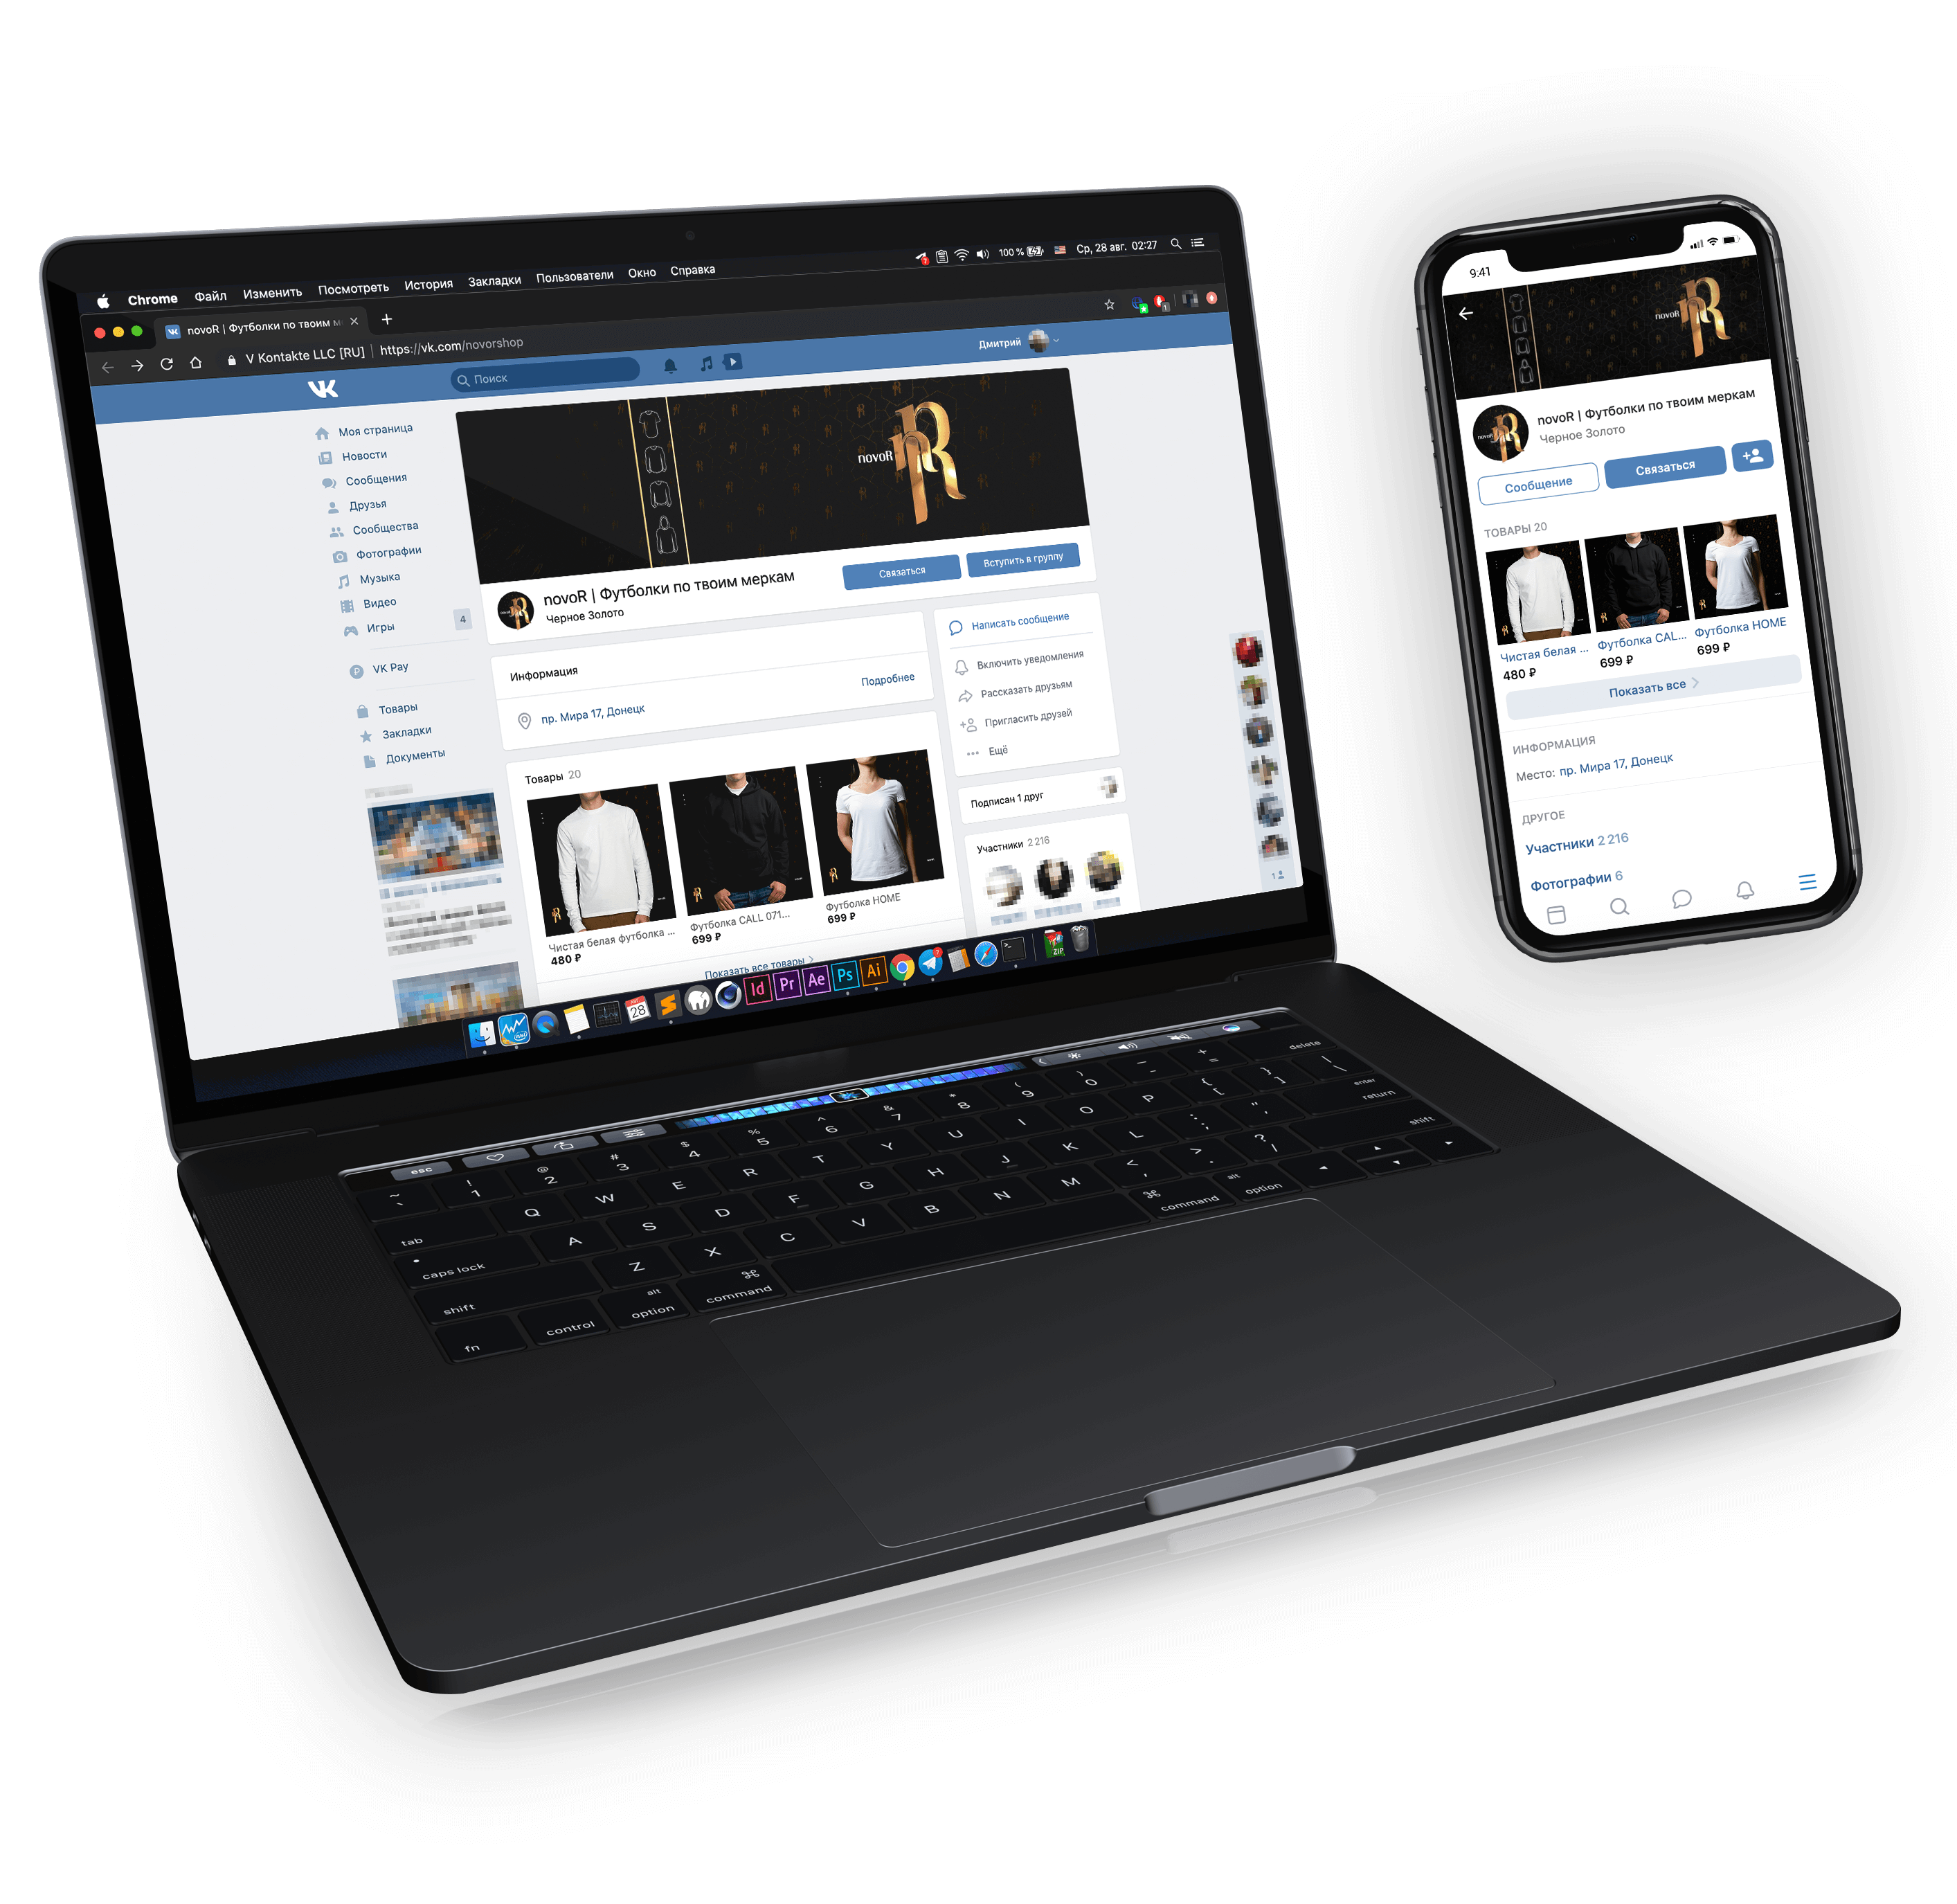 Chrome Файл Изменить Посмотреть История Закладки Пользователи Окно Справка
7 100 % Ср, 28 авг. 02:27
novoR | Футболки по твоим
V Kontakte LLC [RU] | https://vk.com/novorshop
1
Поиск
Дмитрий
Моя страница
Новости
Сообщения
Друзья
Сообщества
Фотографии
Музыка
Видео
Игры 4
VK Pay
Товары
Закладки
Документы
novoR
novoR | Футболки по твоим меркам
Черное Золото
Связаться
Вступить в группу
Информация
Подробнее
пр. Мира 17, Донецк
Товары 20
Чистая белая футболка ...
480 ₽
Футболка CALL 071...
699 ₽
Футболка HOME
699 ₽
Показать все товары
Написать сообщение
Включить уведомления
Рассказать друзьям
Пригласить друзей
Ещё
Подписан 1 друг
Участники 2 216
1
28
Id Pr Ae Ps Ai
7
ZIP
esc
~ ` ! 1 @ 2 # 3 $ 4 % 5 ^ 6 & 7 * 8 ( 9 ) 0 _ - + = delete
tab Q W E R T Y U I O P { [ } ] | \
caps lock A S D F G H J K L : ; " ' enter return
shift Z X C V B N M < , > . ? / shift
fn control alt option ⌘ command ⌘ command alt option
9:41
novoR
novoR | Футболки по твоим меркам
Черное Золото
Сообщение
Связаться
ТОВАРЫ 20
Чистая белая ...
480 ₽
Футболка CAL...
699 ₽
Футболка HOME
699 ₽
Показать все
ИНФОРМАЦИЯ
Место: пр. Мира 17, Донецк
ДРУГОЕ
Участники 2 216
Фотографии 6